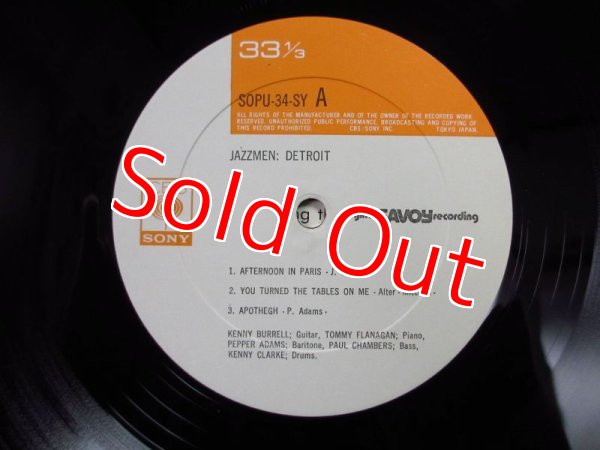 33 1/3
SOPU-34-SY A
ALL RIGHTS OF THE MANUFACTURER AND OF THE OWNER OF THE RECORDED WORK
RESERVED. UNAUTHORIZED PUBLIC PERFORMANCE, BROADCASTING AND COPYING OF
THIS RECORD PROHIBITED. CBS/SONY INC. TOKYO JAPAN.
JAZZMEN: DETROIT
SAVOY recording
SONY
Sold Out
1. AFTERNOON IN PARIS - J.
2. YOU TURNED THE TABLES ON ME - Alter -
3. APOTHEGH - P. Adams -
KENNY BURRELL; Guitar, TOMMY FLANAGAN; Piano,
PEPPER ADAMS; Baritone, PAUL CHAMBERS; Bass,
KENNY CLARKE; Drums.